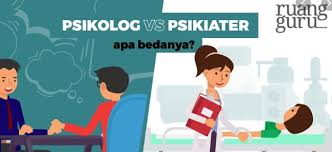 PSIKOLOG VS PSIKIATER
apa bedanya?
ruang
guru